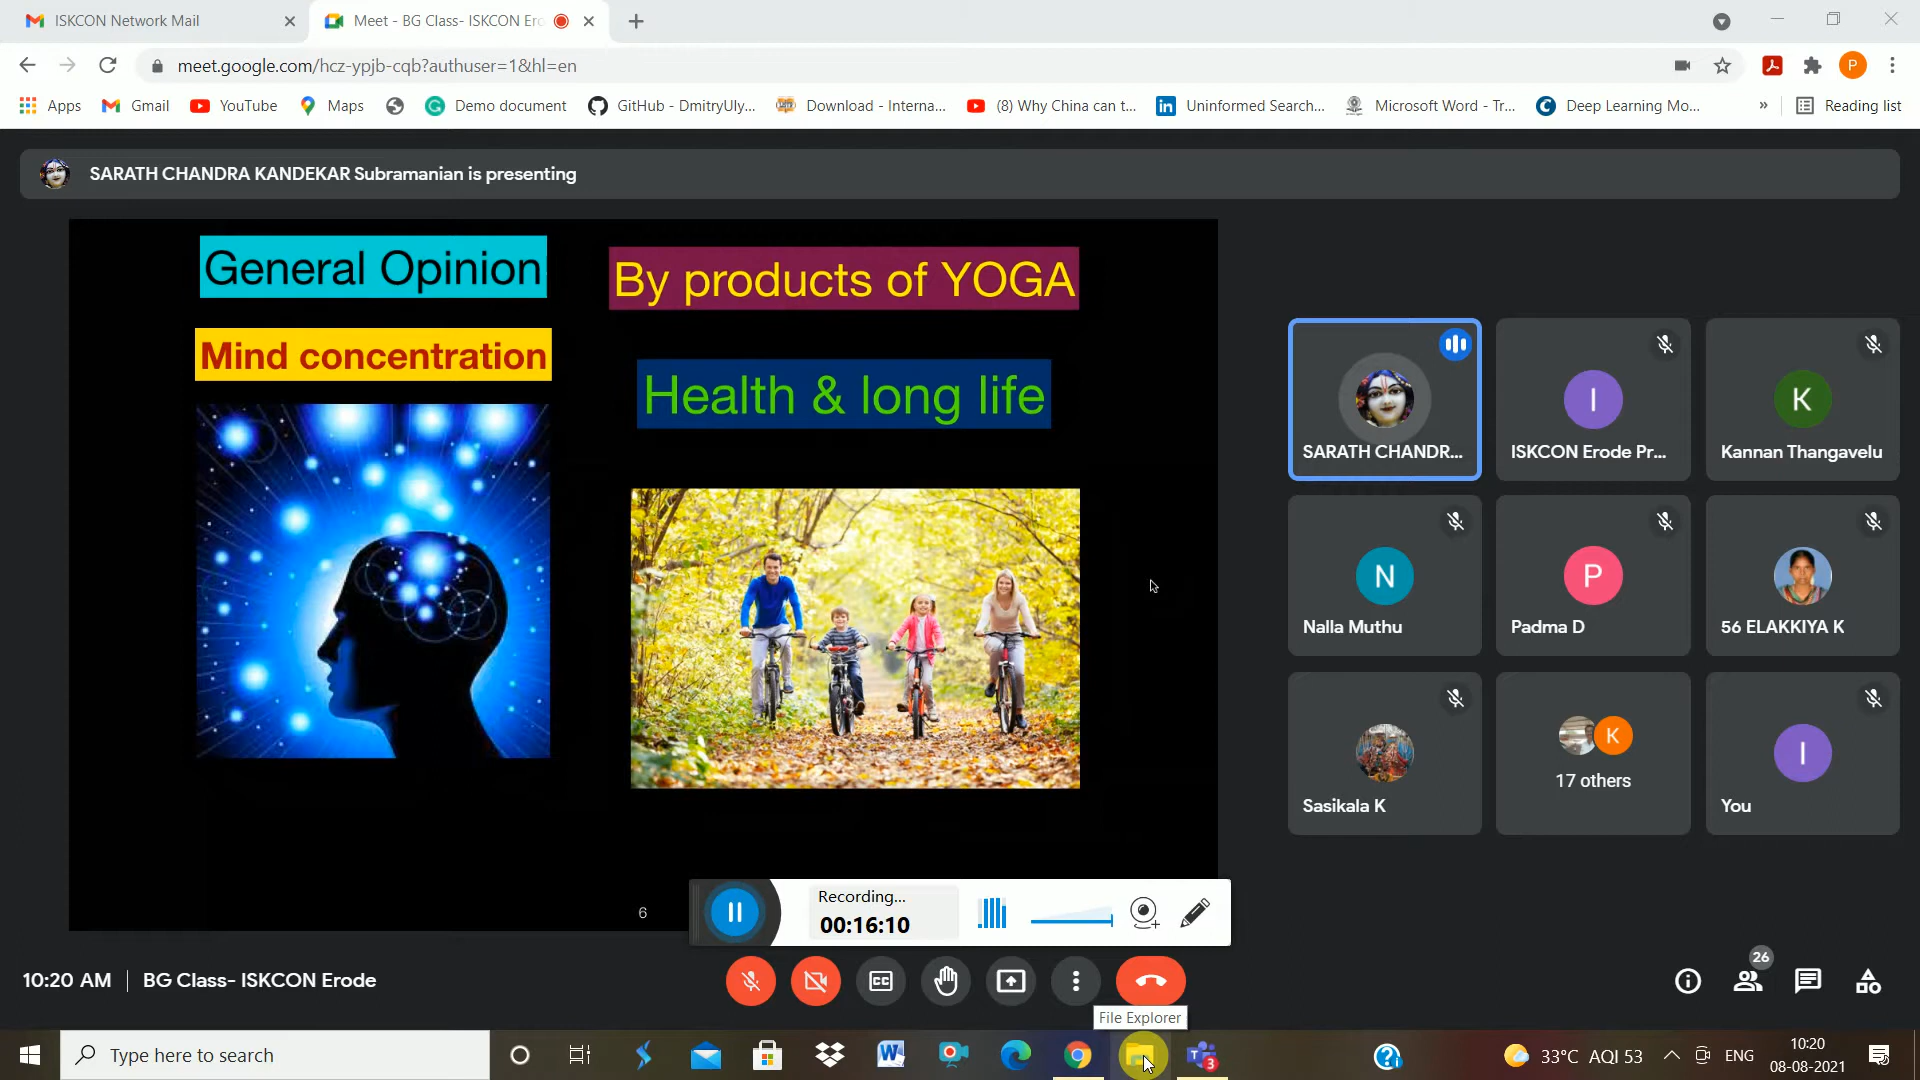 ISKCON Network Mail
Meet - BG Class- ISKCON Ero
meet.google.com/hcz-ypjb-cqb?authuser=1&hl=en
Apps
Gmail
YouTube
Maps
Demo document
GitHub - DmitryUly...
Download - Interna...
(8) Why China can t...
Uninformed Search...
Microsoft Word - Tr...
Deep Learning Mo...
»
Reading list
SARATH CHANDRA KANDEKAR Subramanian is presenting
General Opinion
Mind concentration
By products of YOGA
Health & long life
6
SARATH CHANDR...
I
ISKCON Erode Pr...
K
Kannan Thangavelu
N
Nalla Muthu
P
Padma D
56 ELAKKIYA K
Sasikala K
K
17 others
I
You
Recording...
00:16:10
10:20 AM | BG Class- ISKCON Erode
CC
26
File Explorer
Type here to search
3
33°C AQI 53
ENG
10:20
08-08-2021